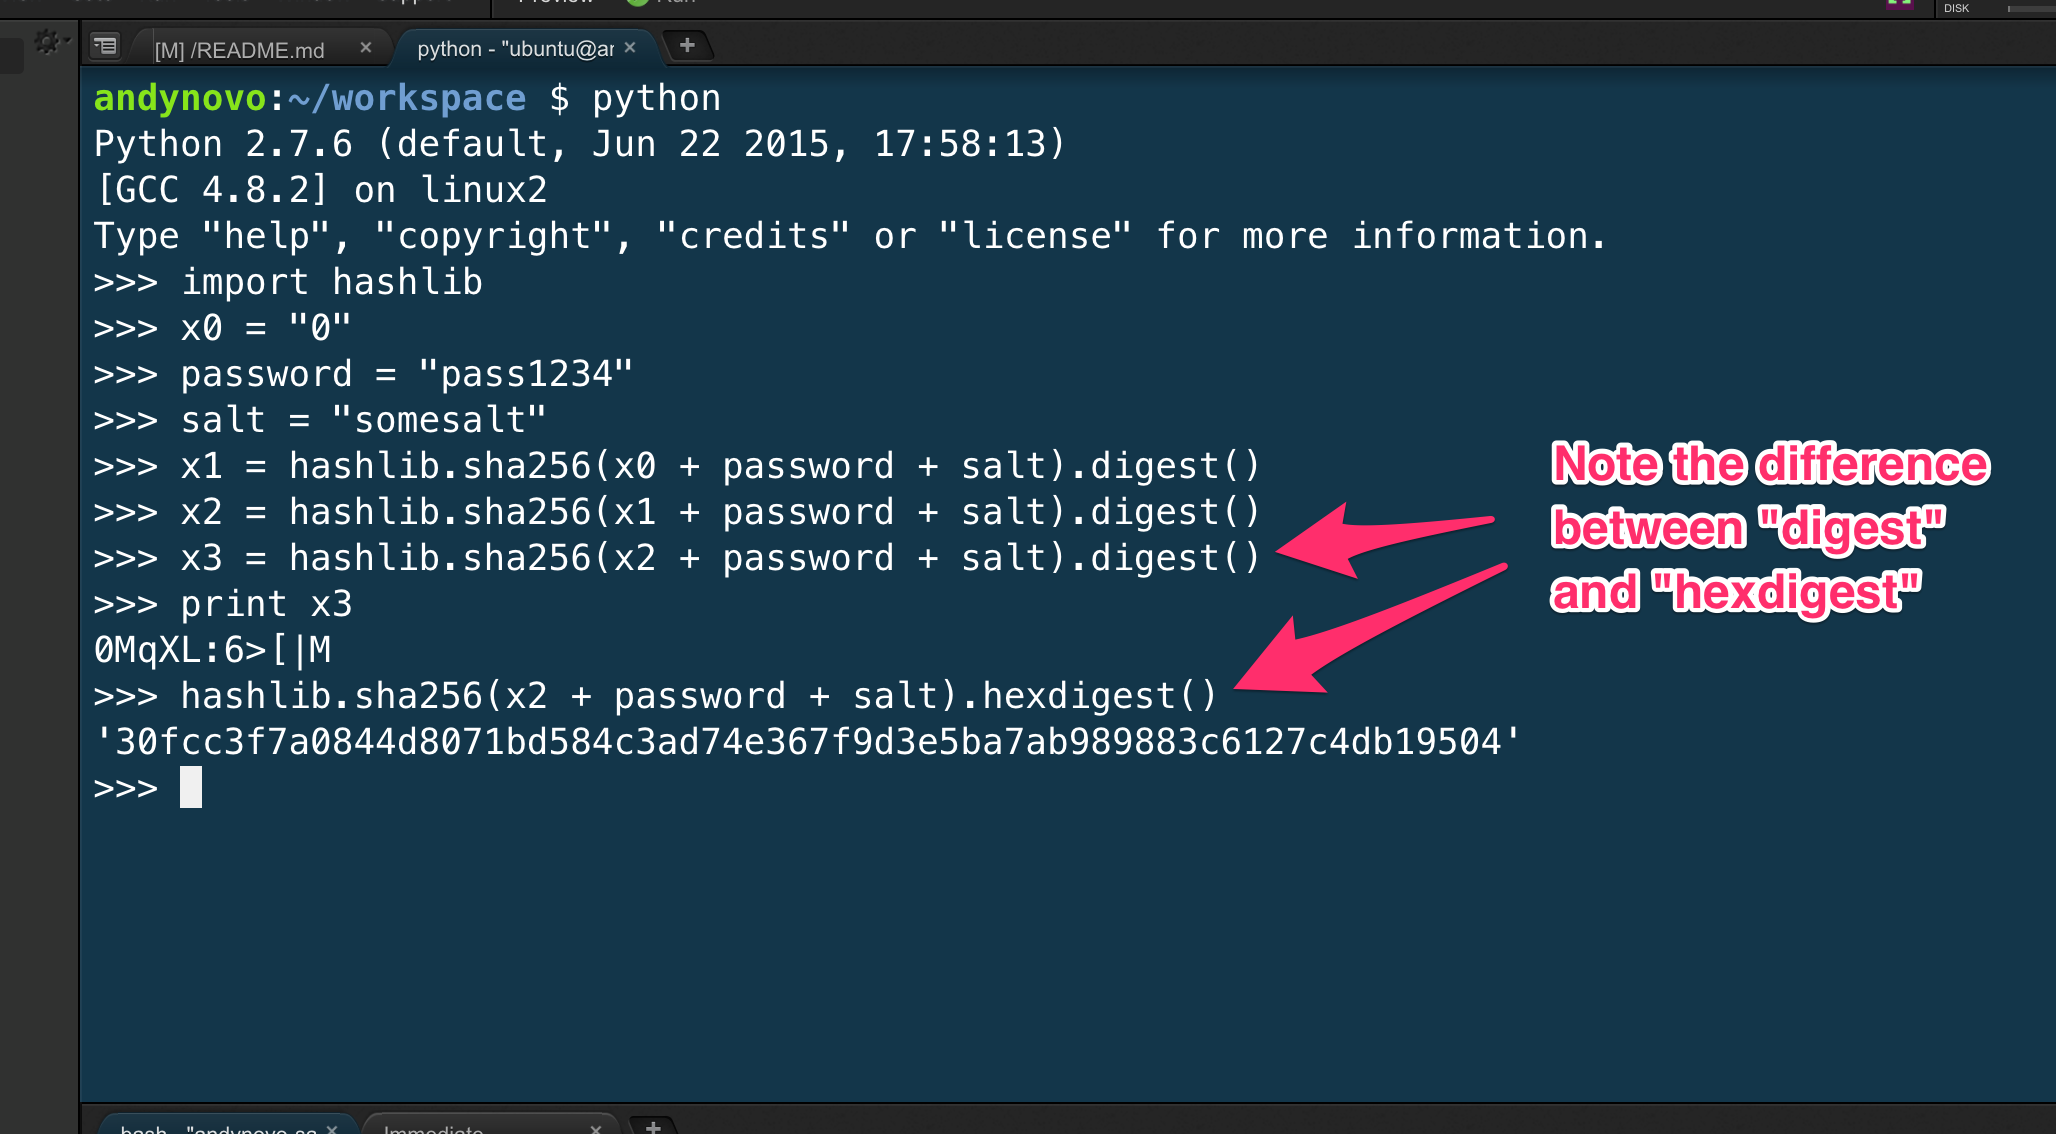 DISK
[M] /README.md
python - "ubuntu@ar
andynovo:~/workspace $ python
Python 2.7.6 (default, Jun 22 2015, 17:58:13)
[GCC 4.8.2] on linux2
Type "help", "copyright", "credits" or "license" for more information.
>>> import hashlib
>>> x0 = "0"
>>> password = "pass1234"
>>> salt = "somesalt"
>>> x1 = hashlib.sha256(x0 + password + salt).digest()
>>> x2 = hashlib.sha256(x1 + password + salt).digest()
>>> x3 = hashlib.sha256(x2 + password + salt).digest()
>>> print x3
0MqXL:6>[|M
>>> hashlib.sha256(x2 + password + salt).hexdigest()
'30fcc3f7a0844d8071bd584c3ad74e367f9d3e5ba7ab989883c6127c4db19504'
>>>
Note the difference
between "digest"
and "hexdigest"
bash - "andynovo-sa
Immediate